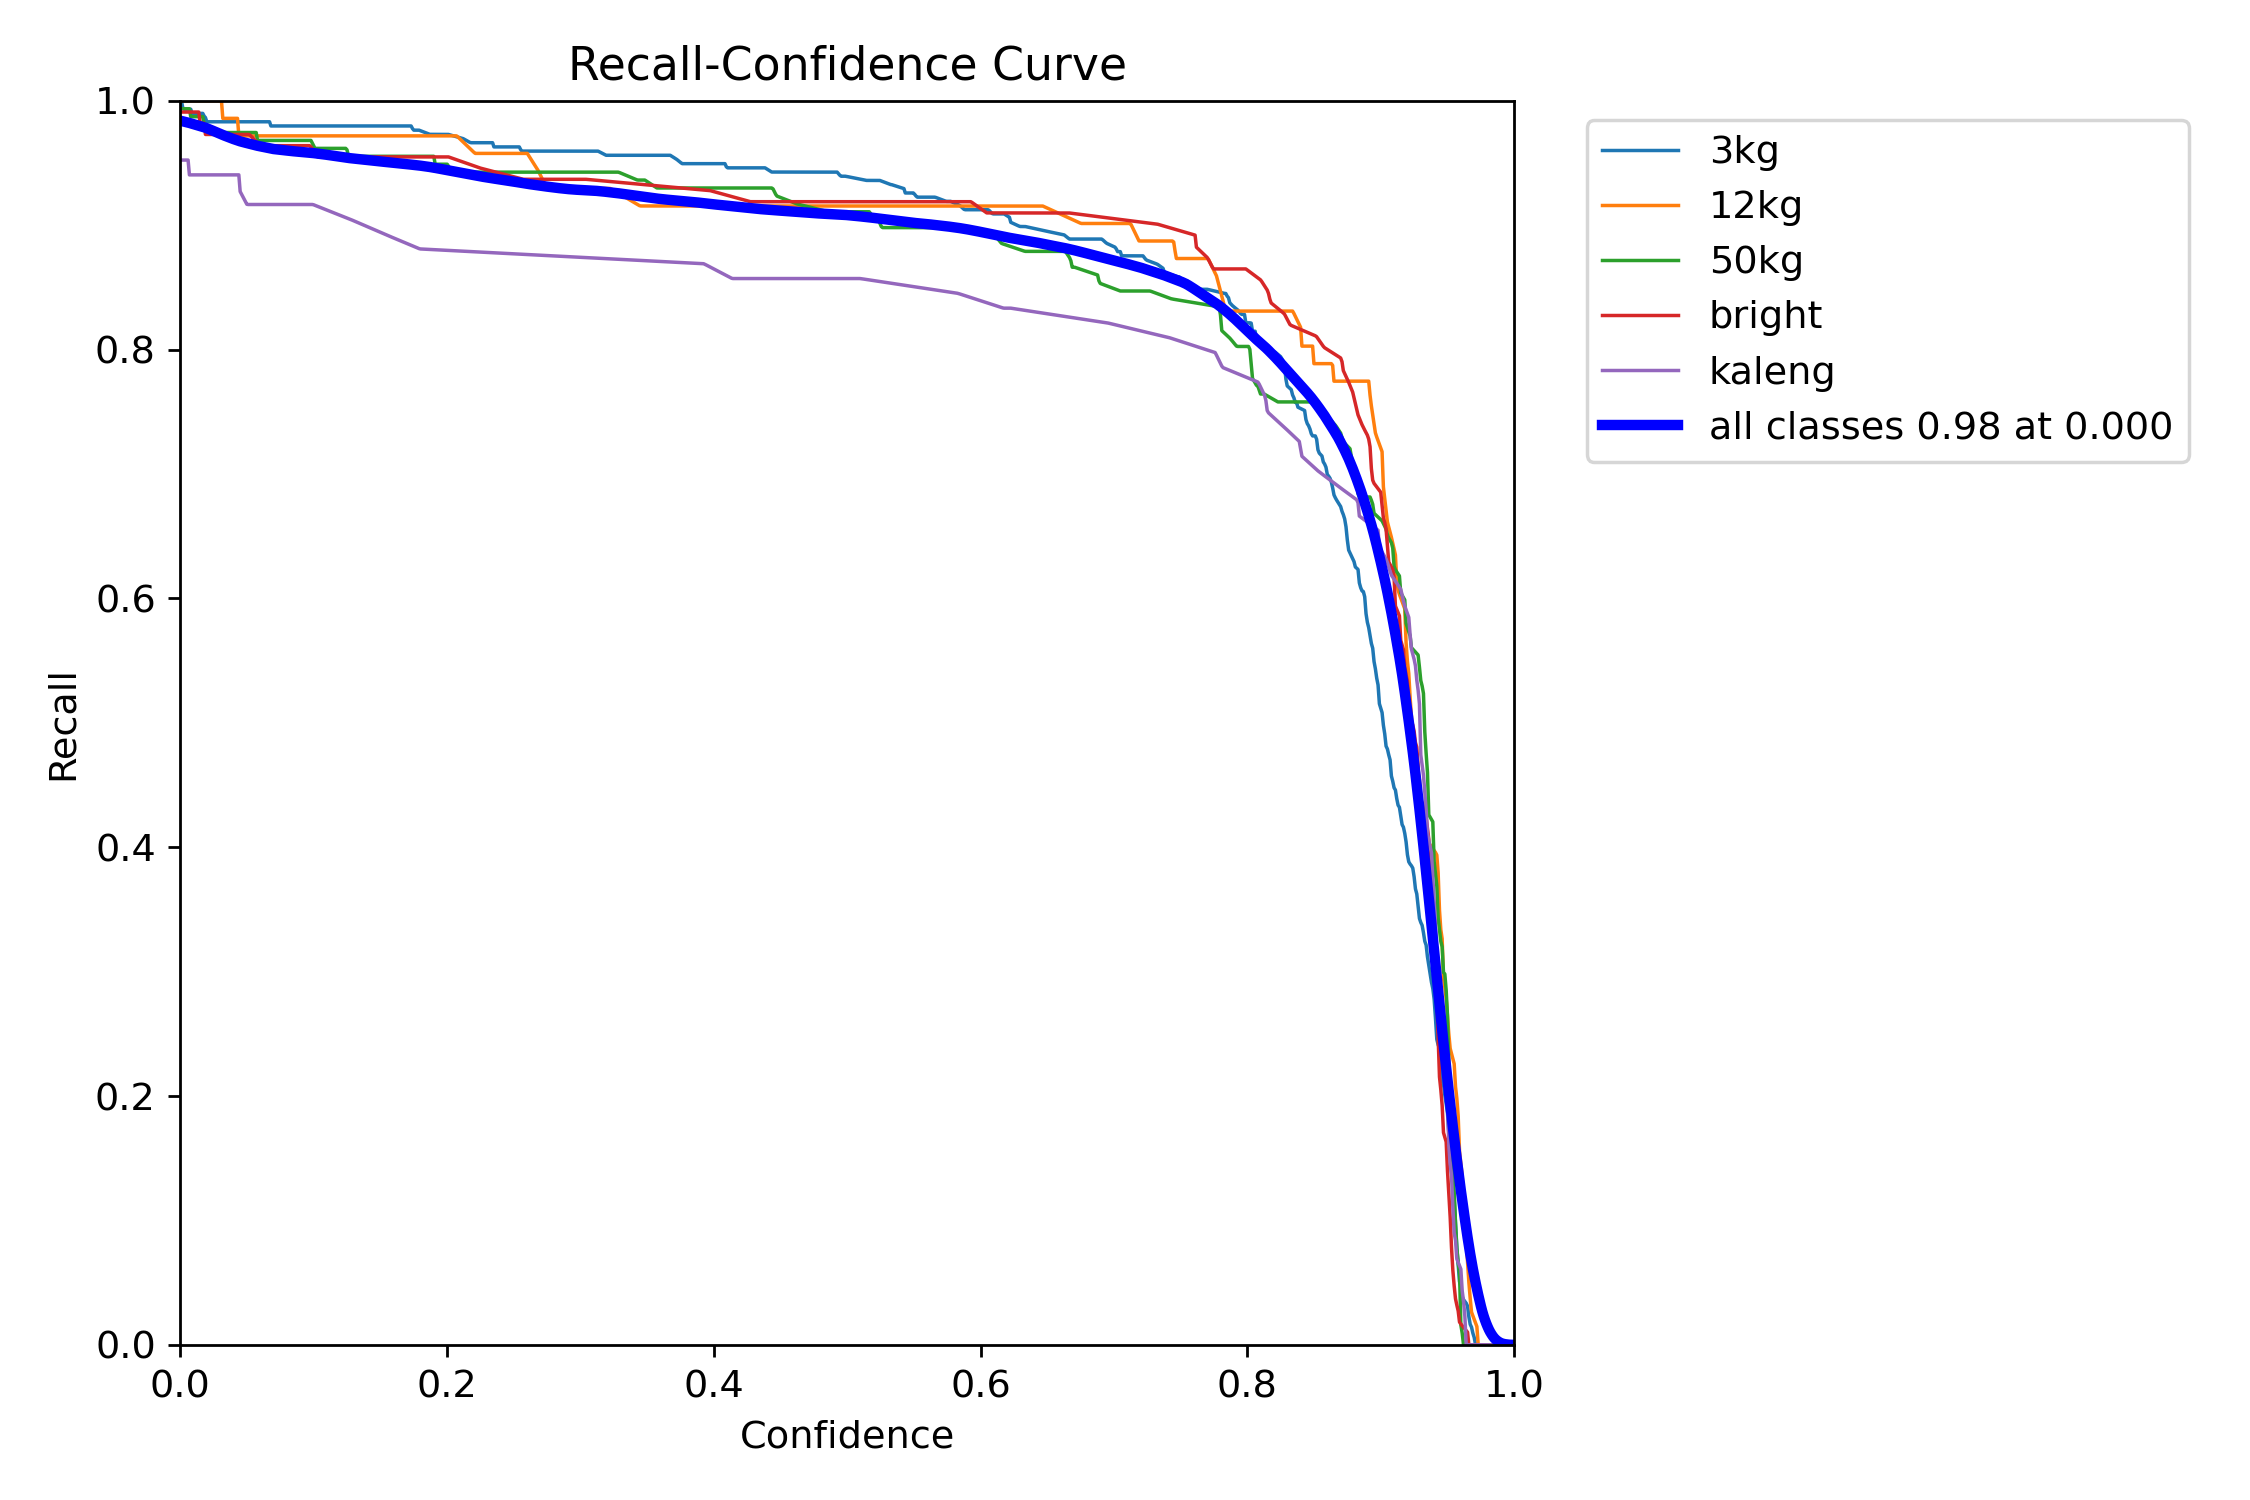 Recall-Confidence Curve
1.0
0.8
0.6
0.4
0.2
0.0
Recall
0.0 0.2 0.4 0.6 0.8 1.0
Confidence
3kg
12kg
50kg
bright
kaleng
all classes 0.98 at 0.000